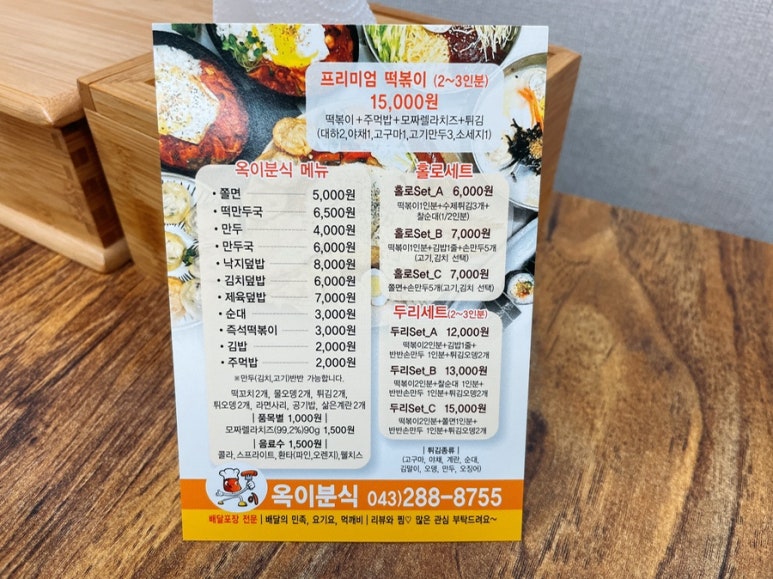 프리미엄 떡볶이 (2~3인분)
15,000원
떡볶이+주먹밥+모짜렐라치즈+튀김
(대하2,야채1,고구마1,고기만두3,소세지1)
옥이분식 메뉴
• 쫄면 5,000원
• 떡만두국 6,500원
• 만두 4,000원
• 만두국 6,000원
• 낙지덮밥 8,000원
• 김치덮밥 6,000원
• 제육덮밥 7,000원
• 순대 3,000원
• 즉석떡볶이 3,000원
• 김밥 2,000원
• 주먹밥 2,000원
※만두(김치,고기)반반 가능합니다.
떡꼬치2개, 물오뎅2개, 튀김2개,
튀오뎅2개, 라면사리, 공기밥, 삶은계란2개
| 품목별 1,000원 |
모짜렐라치즈(99.2%)90g 1,500원
| 음료수 1,500원 |
콜라,스프라이트,환타(파인,오렌지),웰치스
홀로세트
홀로Set_A 6,000원
떡볶이1인분+수제튀김3개+
찰순대(1/2인분)
홀로Set_B 7,000원
떡볶이1인분+김밥1줄+손만두5개
(고기,김치 선택)
홀로Set_C 7,000원
쫄면+손만두5개(고기,김치 선택)
두리세트(2~3인분)
두리Set_A 12,000원
떡볶이2인분+김밥1줄+
반반손만두 1인분+튀김오뎅2개
두리Set_B 13,000원
떡볶이2인분+찰순대 1인분+
반반손만두 1인분+튀김오뎅2개
두리Set_C 15,000원
떡볶이2인분+쫄면1인분+
반반손만두 1인분+튀김오뎅2개
| 튀김종류 |
(고구마, 야채, 계란, 순대,
김말이, 오뎅, 만두, 오징어)
옥이분식 043)288-8755
배달포장 전문 | 배달의 민족, 요기요, 먹깨비 | 리뷰와 찜♡ 많은 관심 부탁드려요~